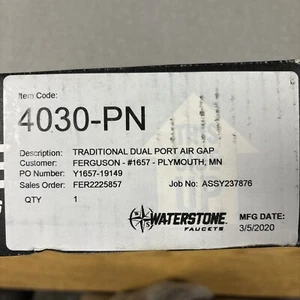 Item Code:
4030-PN
Description: TRADITIONAL DUAL PORT AIR GAP
Customer: FERGUSON - #1657 - PLYMOUTH, MN
PO Number: Y1657-19149
Sales Order: FER2225857 Job No: ASSY237876
QTY 1
WATERSTONE MFG DATE:
FAUCETS 3/5/2020